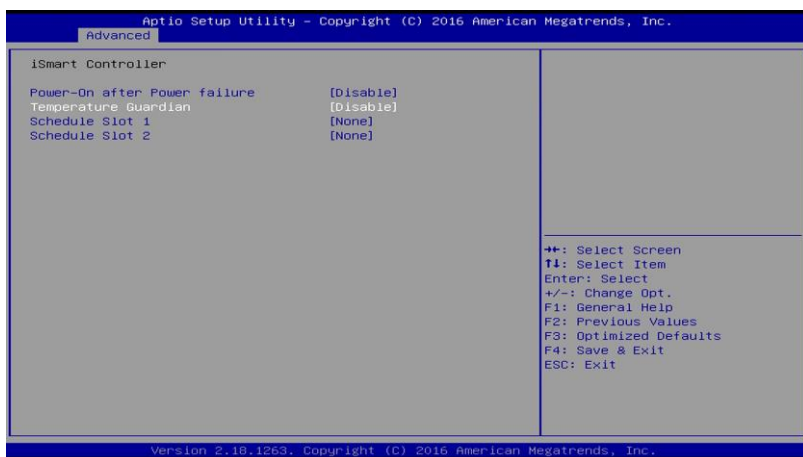 Aptio Setup Utility – Copyright (C) 2016 American Megatrends, Inc.
Advanced
iSmart Controller
Power-On after Power failure [Disable]
Temperature Guardian [Disable]
Schedule Slot 1 [None]
Schedule Slot 2 [None]
→←: Select Screen
↑↓: Select Item
Enter: Select
+/-: Change Opt.
F1: General Help
F2: Previous Values
F3: Optimized Defaults
F4: Save & Exit
ESC: Exit
Version 2.18.1263. Copyright (C) 2016 American Megatrends, Inc.